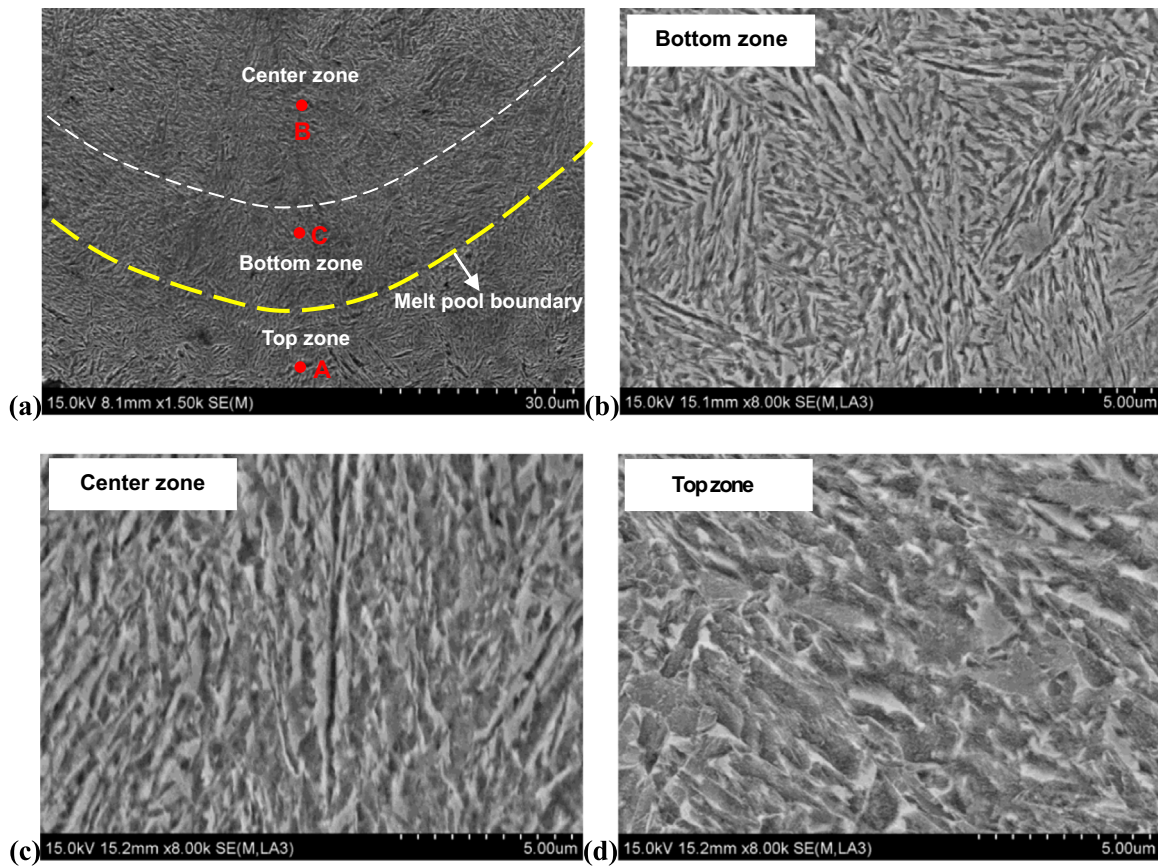 Center zone
B
C
Bottom zone
Melt pool boundary
Top zone
A
(a)
15.0kV 8.1mm x1.50k SE(M)
30.0um
Bottom zone
(b)
15.0kV 15.1mm x8.00k SE(M,LA3)
5.00um
Center zone
(c)
15.0kV 15.2mm x8.00k SE(M,LA3)
5.00um
Top zone
(d)
15.0kV 15.2mm x8.00k SE(M,LA3)
5.00um